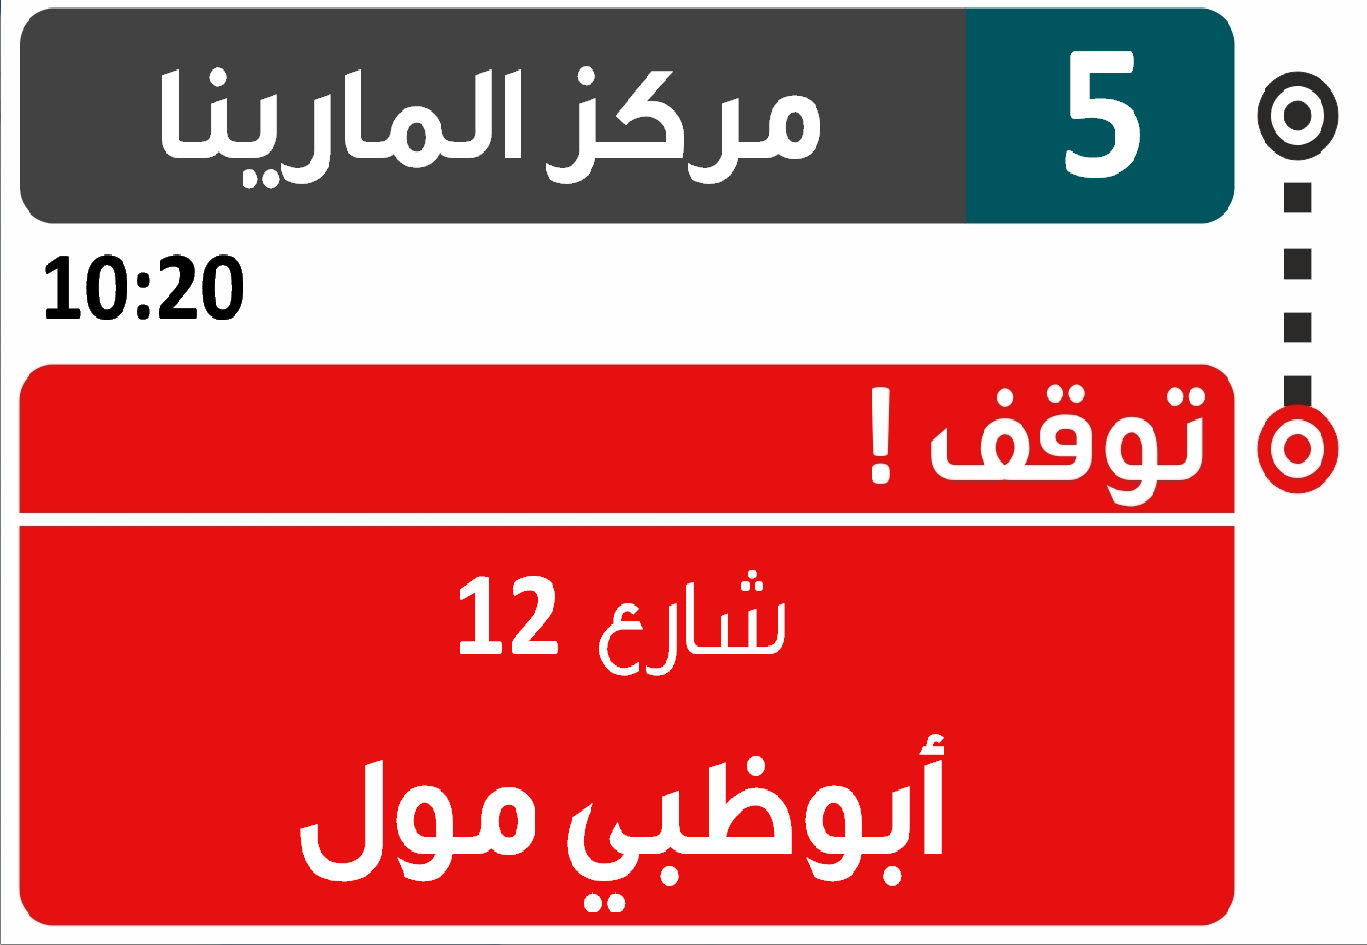 5 مركز المارينا
10:20
توقف !
شارع 12
أبوظبي مول